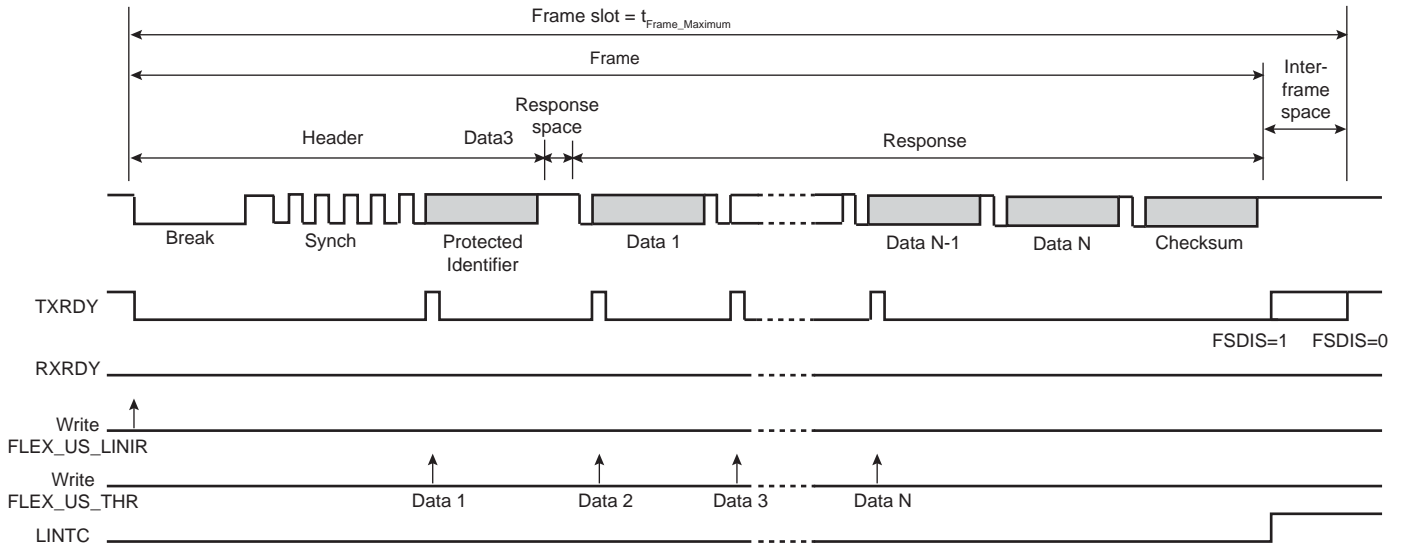 Frame slot = tFrame_Maximum
Frame
Inter-
frame
space
Response
space
Header
Data3
Response
Break
Synch
Protected
Identifier
Data 1
Data N-1
Data N
Checksum
TXRDY
FSDIS=1
FSDIS=0
RXRDY
Write
FLEX_US_LINIR
Write
FLEX_US_THR
Data 1
Data 2
Data 3
Data N
LINTC